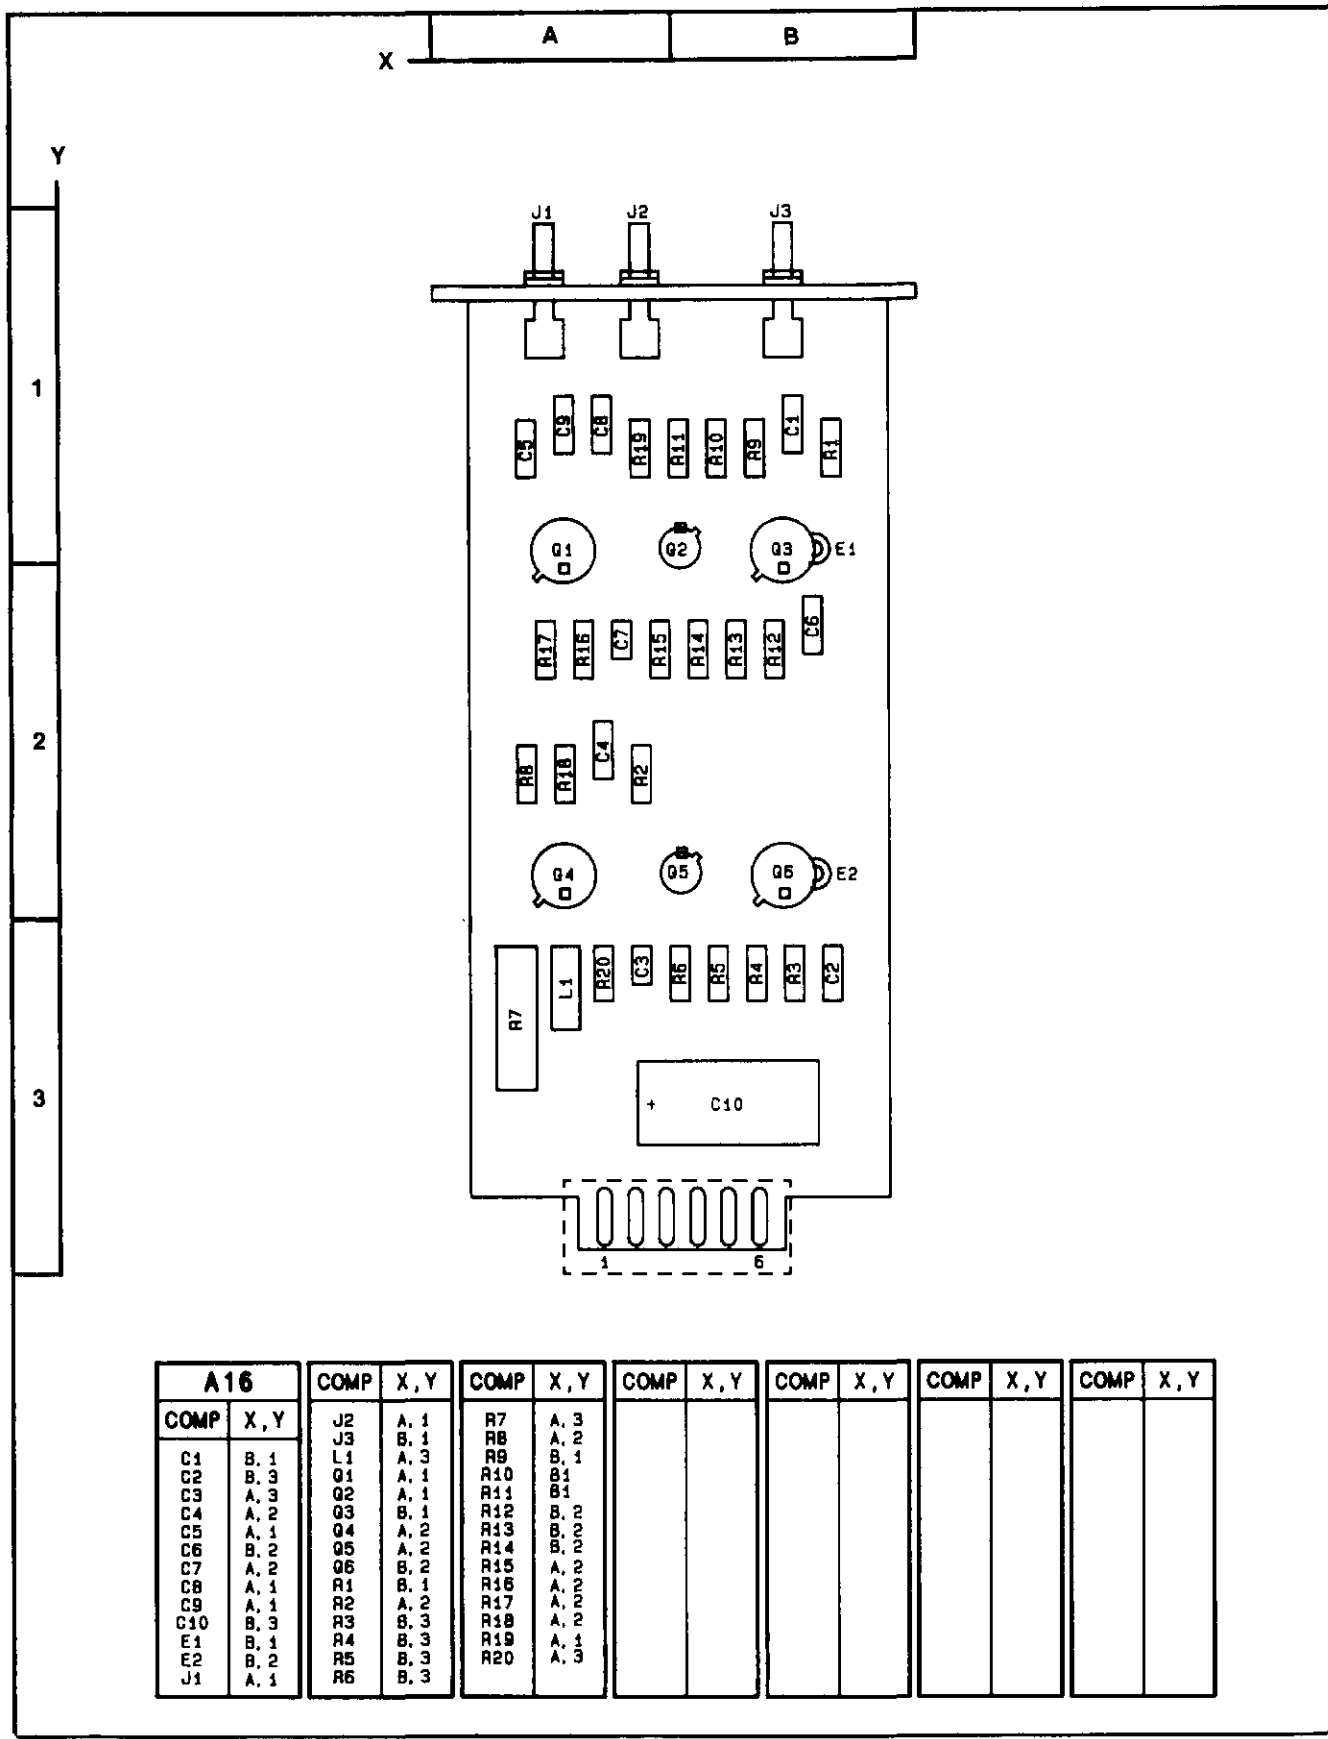 A B
X
Y
J1 J2 J3
1
C5 C9 C8 R19 R11 R10 R9 C1 R1
Q1 Q2 Q3 E1
R17 R16 C7 R15 R14 R13 R12 C6
2
R8 R18 C4 R2
Q4 Q5 Q6 E2
R7 L1 R20 C3 R6 R5 R4 R3 C2
3
+ C10
1 6
A16 COMP X,Y COMP X,Y COMP X,Y COMP X,Y COMP X,Y COMP X,Y
COMP X,Y
J2 A, 1 R7 A, 3
J3 B, 1 R8 A, 2
C1 B, 1 L1 A, 3 R9 B, 1
C2 B, 3 Q1 A, 1 R10 B1
C3 A, 3 Q2 A, 1 R11 B1
C4 A, 2 Q3 B, 1 R12 B, 2
C5 A, 1 Q4 A, 2 R13 B, 2
C6 B, 2 Q5 A, 2 R14 B, 2
C7 A, 2 Q6 B, 2 R15 A, 2
C8 A, 1 R1 B, 1 R16 A, 2
C9 A, 1 R2 A, 2 R17 A, 2
C10 B, 3 R3 B, 3 R18 A, 2
E1 B, 1 R4 B, 3 R19 A, 1
E2 B, 2 R5 B, 3 R20 A, 3
J1 A, 1 R6 B, 3